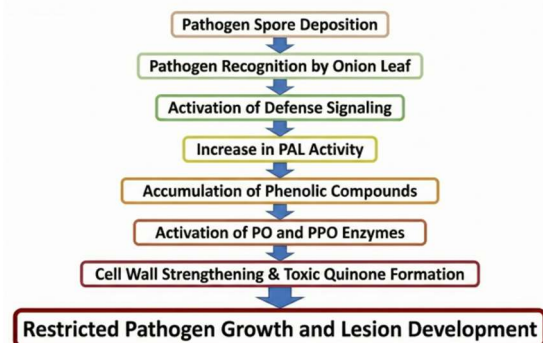 Pathogen Spore Deposition
Pathogen Recognition by Onion Leaf
Activation of Defense Signaling
Increase in PAL Activity
Accumulation of Phenolic Compounds
Activation of PO and PPO Enzymes
Cell Wall Strengthening & Toxic Quinone Formation
Restricted Pathogen Growth and Lesion Development